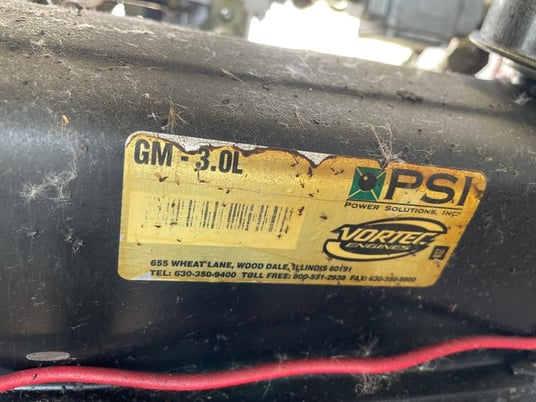 GM - 3.0L
PSI
POWER SOLUTIONS, INC.
VORTEC
ENGINES
655 WHEAT LANE, WOOD DALE, ILLINOIS 60191
TEL: 630-350-9400 TOLL FREE: 800-551-2938 FAX: 630-350-9900